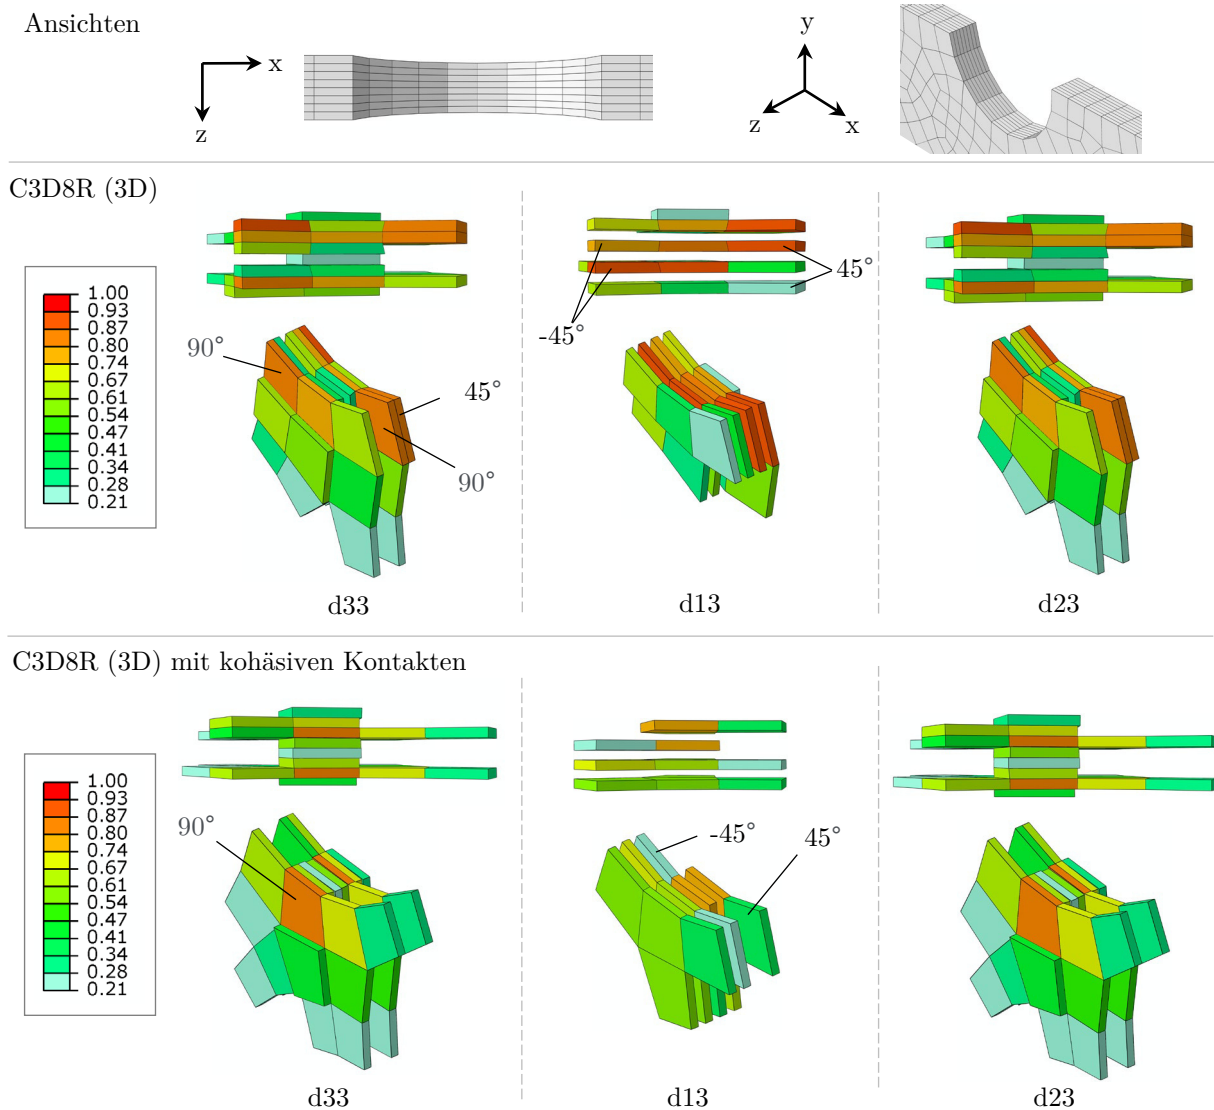 Ansichten
x
z
y
z
x
C3D8R (3D)
1.00
0.93
0.87
0.80
0.74
0.67
0.61
0.54
0.47
0.41
0.34
0.28
0.21
90°
45°
90°
45°
-45°
d33
d13
d23
C3D8R (3D) mit kohäsiven Kontakten
1.00
0.93
0.87
0.80
0.74
0.67
0.61
0.54
0.47
0.41
0.34
0.28
0.21
90°
-45°
45°
d33
d13
d23